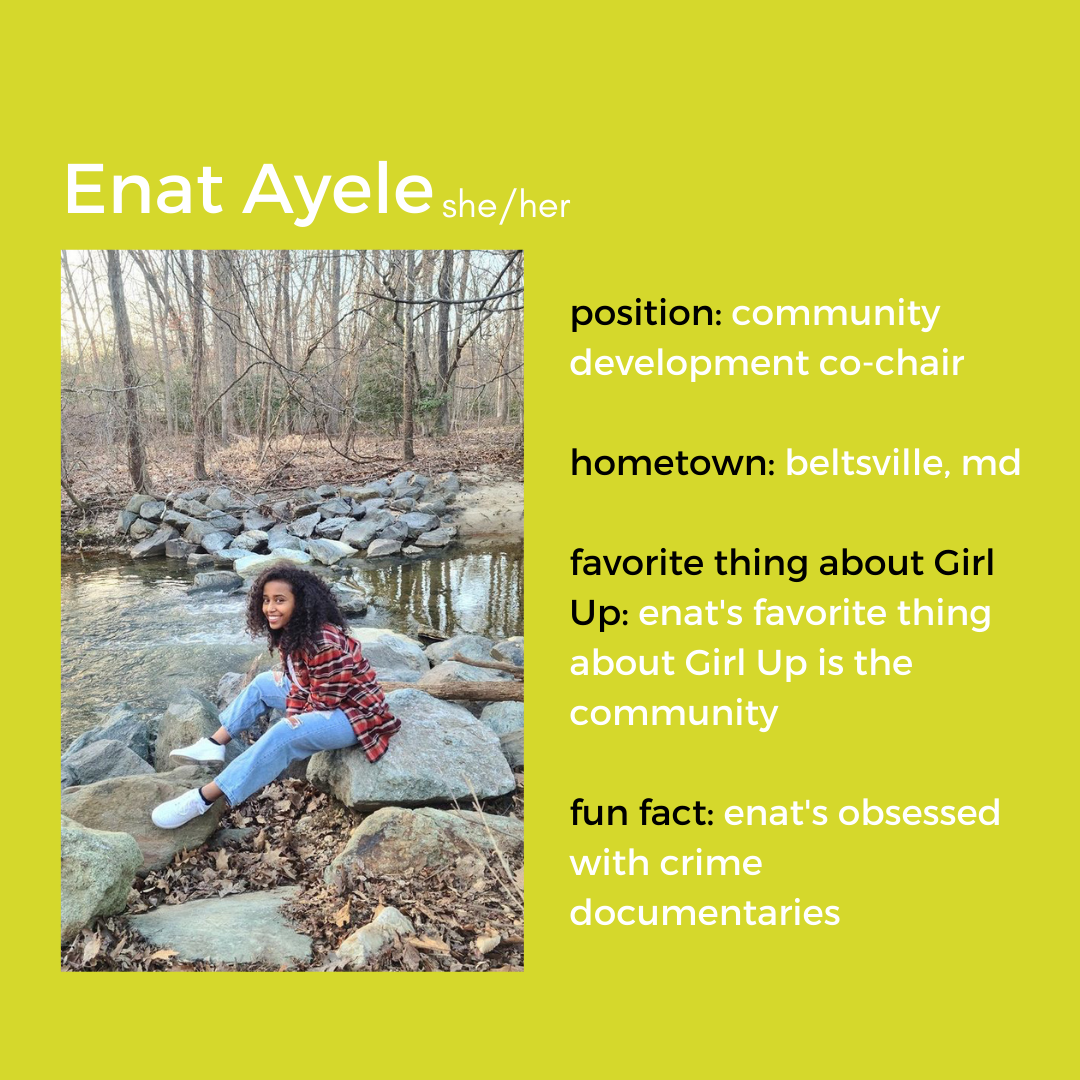 Enat Ayele she/her
position: community
development co-chair
hometown: beltsville, md
favorite thing about Girl
Up: enat's favorite thing
about Girl Up is the
community
fun fact: enat's obsessed
with crime
documentaries